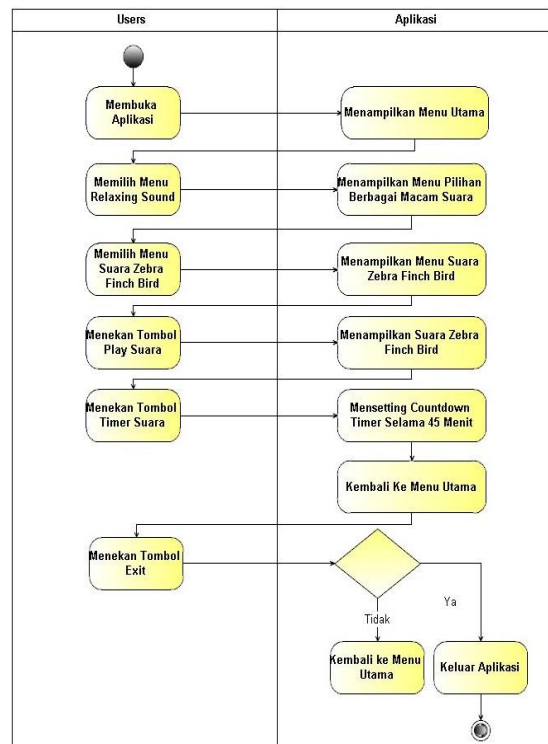 Users
Aplikasi
Membuka
Aplikasi
Menampilkan Menu Utama
Memilih Menu
Relaxing Sound
Menampilkan Menu Pilihan
Berbagai Macam Suara
Memilih Menu
Suara Zebra
Finch Bird
Menampilkan Menu Suara
Zebra Finch Bird
Menekan Tombol
Play Suara
Menampilkan Suara Zebra
Finch Bird
Menekan Tombol
Timer Suara
Mensetting Countdown
Timer Selama 45 Menit
Kembali Ke Menu Utama
Menekan Tombol
Exit
Tidak
Ya
Kembali ke Menu
Utama
Keluar Aplikasi